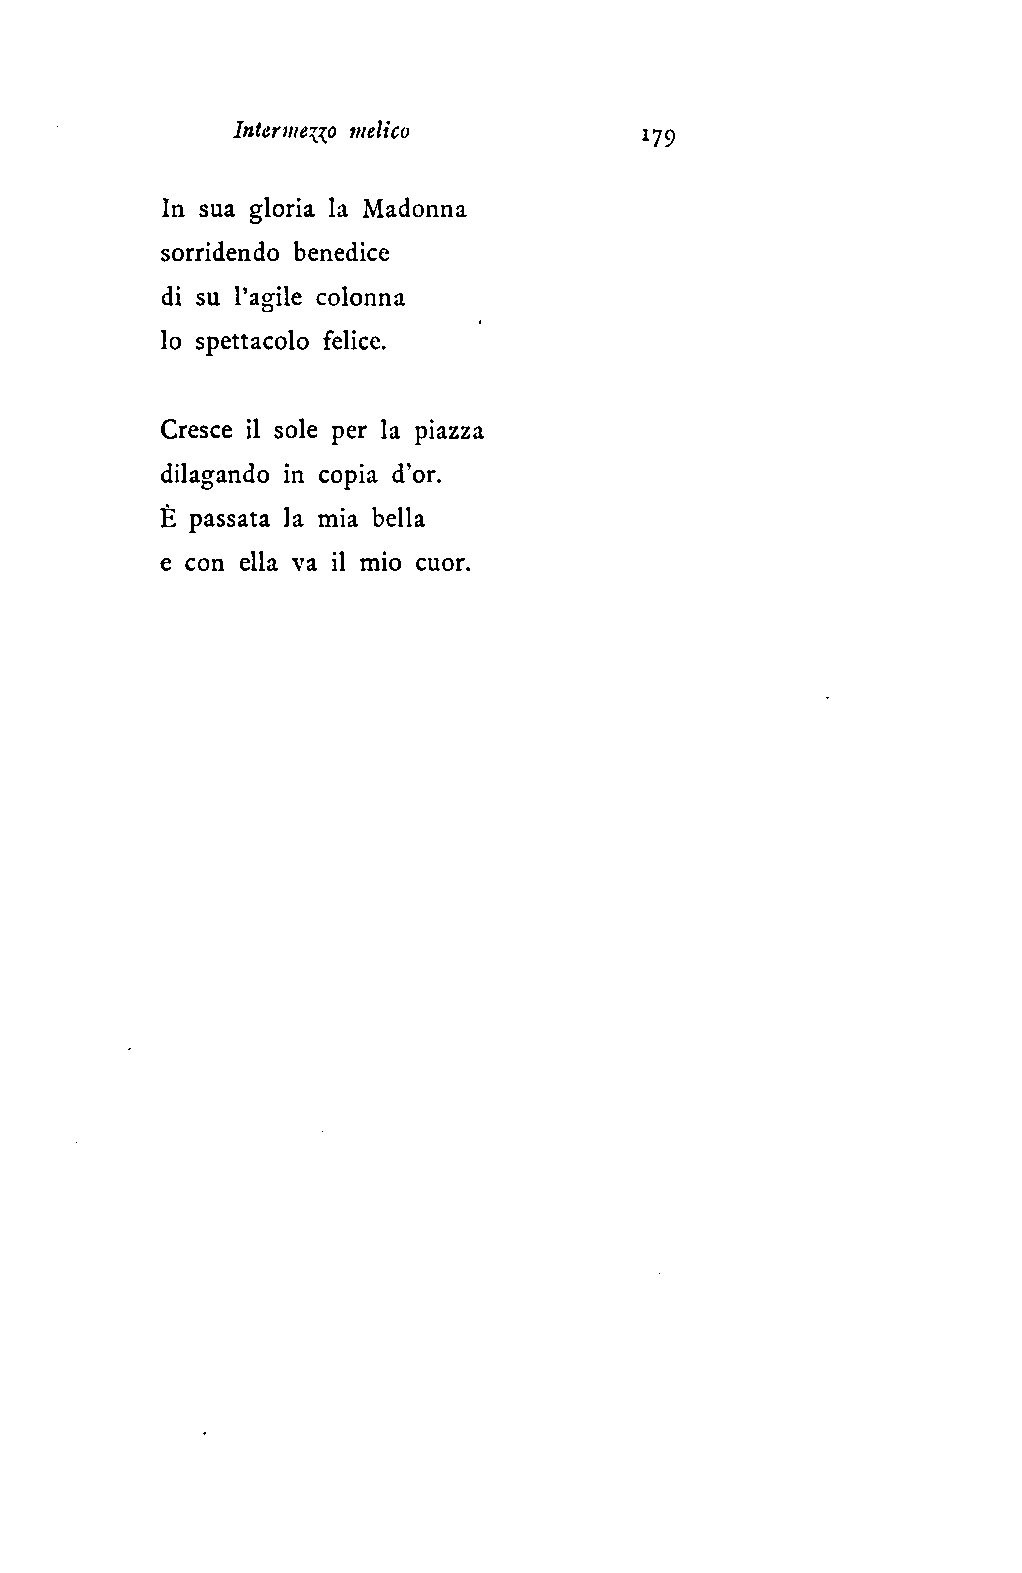 Intermezzo melico 179
In sua gloria la Madonna
sorridendo benedice
di su l'agile colonna
lo spettacolo felice.
Cresce il sole per la piazza
dilagando in copia d'or.
È passata la mia bella
e con ella va il mio cuor.